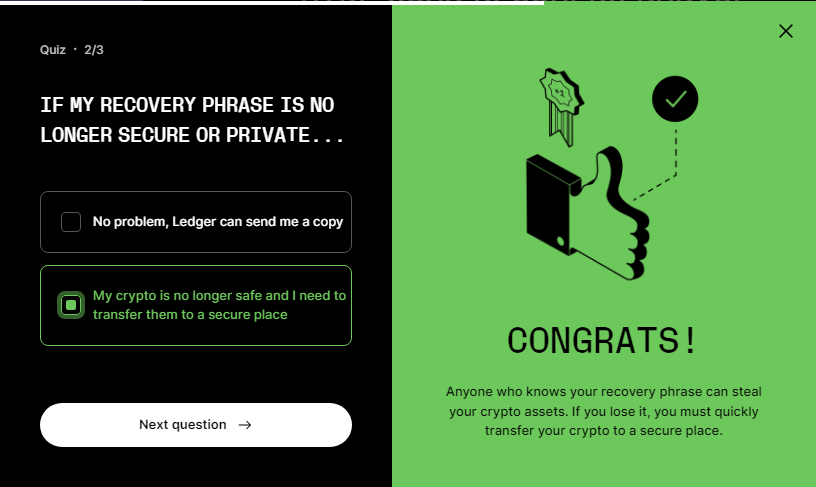 Quiz · 2/3
IF MY RECOVERY PHRASE IS NO
LONGER SECURE OR PRIVATE...
No problem, Ledger can send me a copy
My crypto is no longer safe and I need to
transfer them to a secure place
Next question →
+1
CONGRATS!
Anyone who knows your recovery phrase can steal
your crypto assets. If you lose it, you must quickly
transfer your crypto to a secure place.